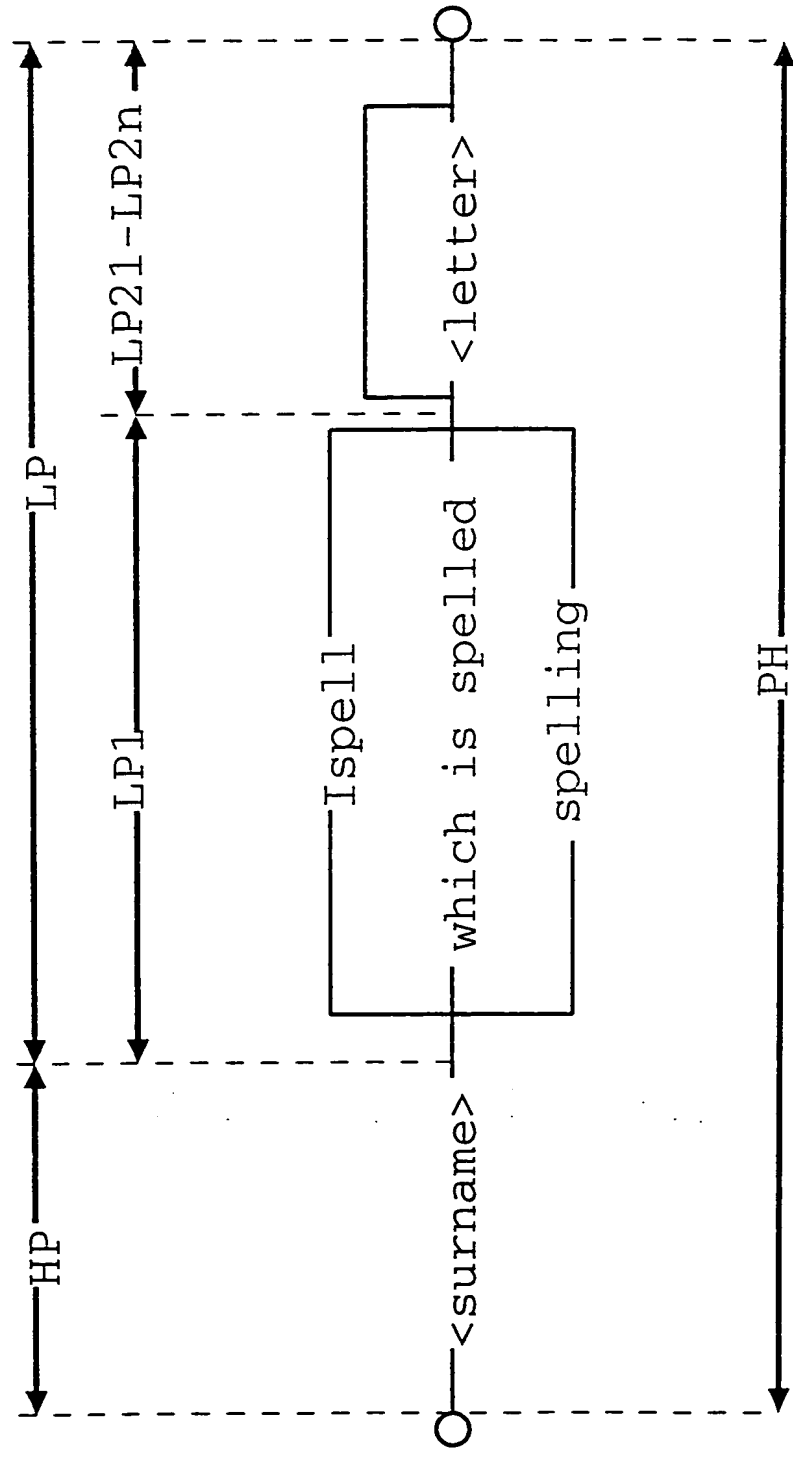 HP
LP
LP1
LP21-LP2n
Ispell
<surname>
which is spelled
<letter>
spelling
PH